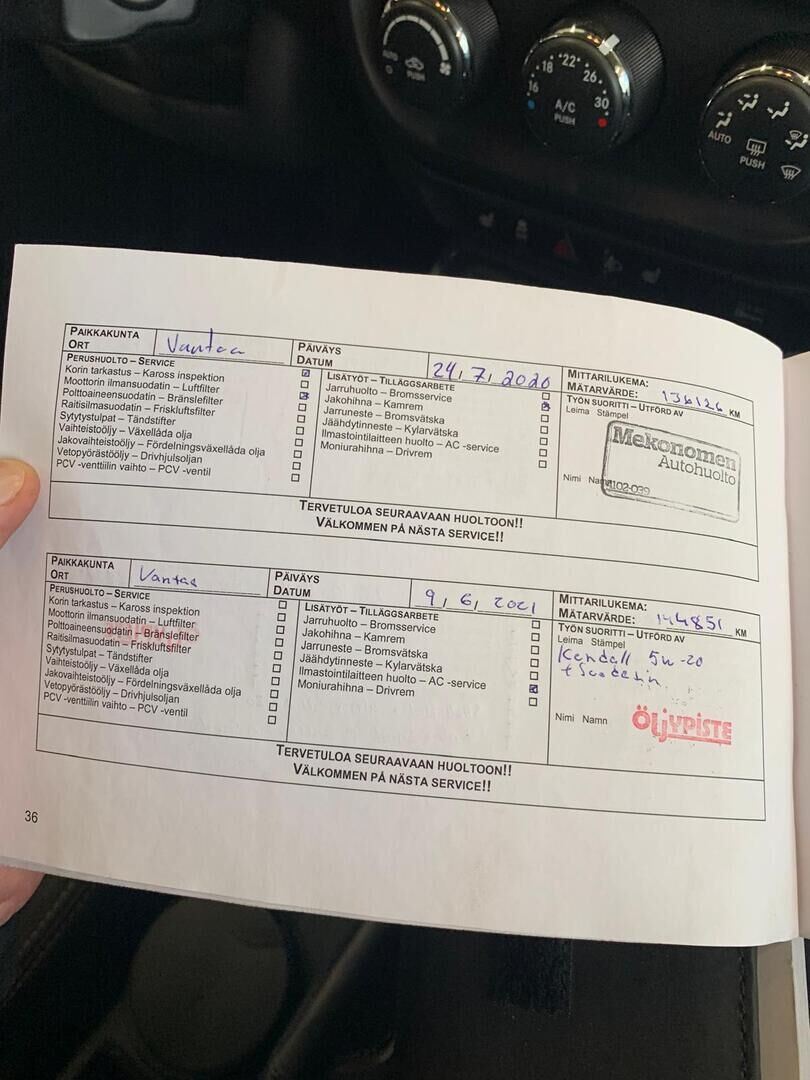 AUTO
O
PUSH
16 18 22° 26 30
A/C
PUSH
AUTO
PUSH
PAIKKAKUNTA
ORT
Vantaa
PÄIVÄYS
DATUM
24, 7, 2020
MITTARILUKEMA:
MÄTARVÄRDE: 136126 KM
PERUSHUOLTO – SERVICE
Korin tarkastus – Kaross inspektion
Moottorin ilmansuodatin – Luftfilter
Polttoaineensuodatin – Bränslefilter
Raitisilmasuodatin – Friskluftsfilter
Sytytystulpat – Tändstifter
Vaihteistoöljy – Växellåda olja
Jakovaihteistoöljy – Fördelningsväxellåda olja
Vetopyörästööljy – Drivhjulsoljan
PCV -venttiilin vaihto – PCV -ventil
LISÄTYÖT – TILLÄGGSARBETE
Jarruhuolto – Bromsservice
Jakohihna – Kamrem
Jarruneste – Bromsvätska
Jäähdytinneste – Kylarvätska
Ilmastointilaitteen huolto – AC -service
Moniurahihna – Drivrem
TYÖN SUORITTI – UTFÖRD AV
Leima Stämpel
Mekonomen
Autohuolto
Nimi Namn
102-039
TERVETULOA SEURAAVAAN HUOLTOON!!
VÄLKOMMEN PÅ NÄSTA SERVICE!!
PAIKKAKUNTA
ORT
Vantaa
PÄIVÄYS
DATUM
9, 6, 2021
MITTARILUKEMA:
MÄTARVÄRDE: 144851 KM
PERUSHUOLTO – SERVICE
Korin tarkastus – Kaross inspektion
Moottorin ilmansuodatin – Luftfilter
Polttoaineensuodatin – Bränslefilter
Raitisilmasuodatin – Friskluftsfilter
Sytytystulpat – Tändstifter
Vaihteistoöljy – Växellåda olja
Jakovaihteistoöljy – Fördelningsväxellåda olja
Vetopyörästööljy – Drivhjulsoljan
PCV -venttiilin vaihto – PCV -ventil
LISÄTYÖT – TILLÄGGSARBETE
Jarruhuolto – Bromsservice
Jakohihna – Kamrem
Jarruneste – Bromsvätska
Jäähdytinneste – Kylarvätska
Ilmastointilaitteen huolto – AC -service
Moniurahihna – Drivrem
TYÖN SUORITTI – UTFÖRD AV
Leima Stämpel
Kendall 5w-20
Nimi Namn
ÖLJYPISTE
TERVETULOA SEURAAVAAN HUOLTOON!!
VÄLKOMMEN PÅ NÄSTA SERVICE!!
36